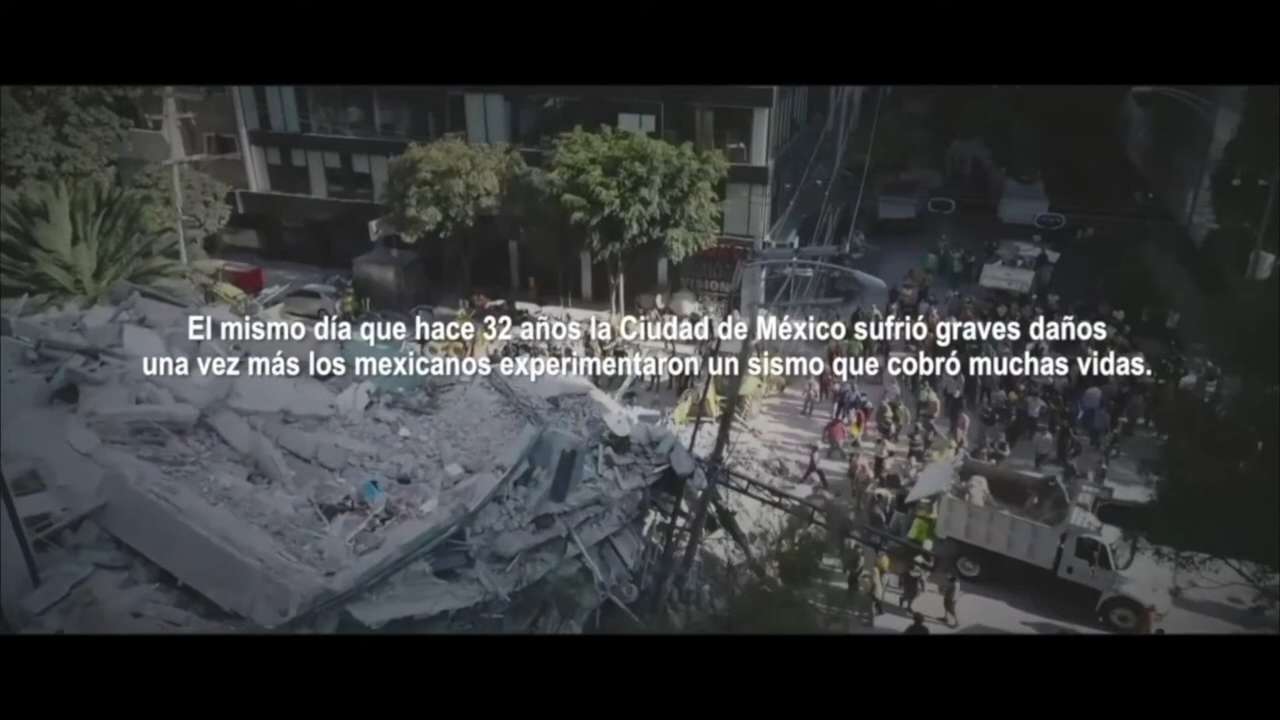 VISION
El mismo día que hace 32 años la Ciudad de México sufrió graves daños
una vez más los mexicanos experimentaron un sismo que cobró muchas vidas.